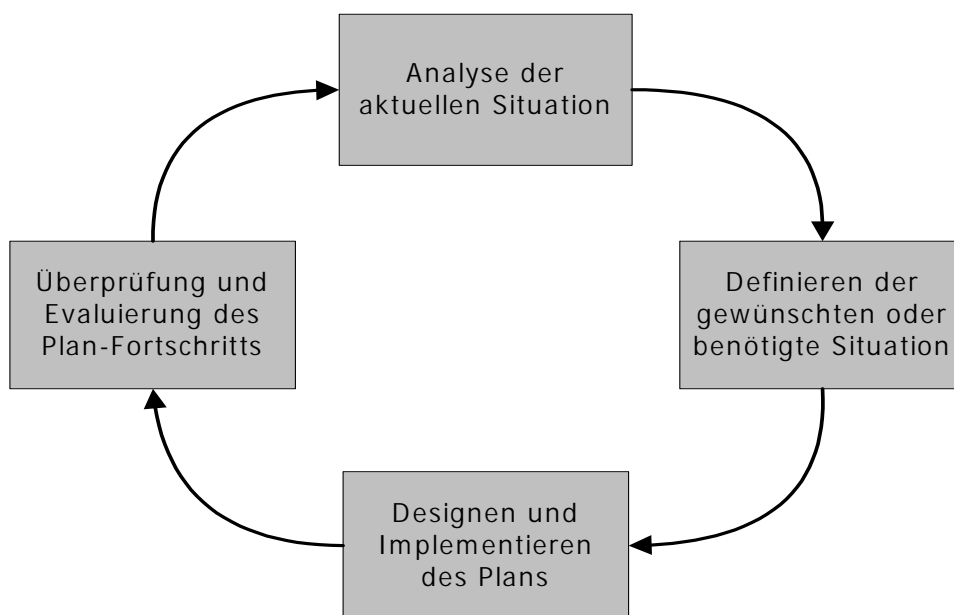 Analyse der
aktuellen Situation
Definieren der
gewünschten oder
benötigte Situation
Designen und
Implementieren
des Plans
Überprüfung und
Evaluierung des
Plan-Fortschritts